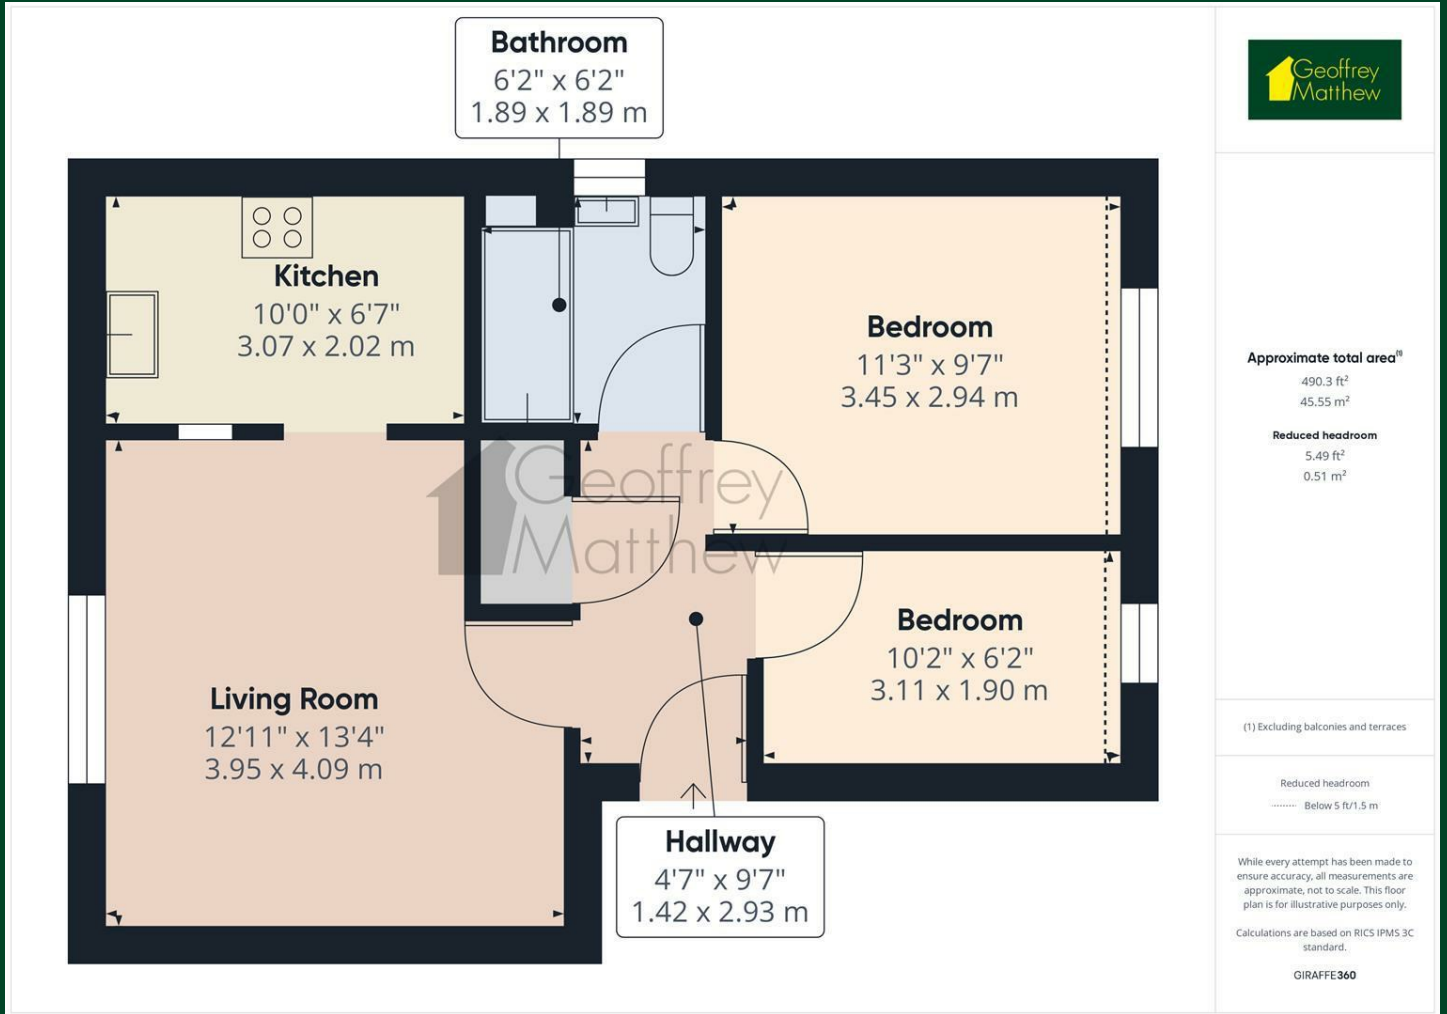 Bathroom
6'2" x 6'2"
1.89 x 1.89 m
Kitchen
10'0" x 6'7"
3.07 x 2.02 m
Bedroom
11'3" x 9'7"
3.45 x 2.94 m
Geoffrey
Matthew
Bedroom
10'2" x 6'2"
3.11 x 1.90 m
Living Room
12'11" x 13'4"
3.95 x 4.09 m
Hallway
4'7" x 9'7"
1.42 x 2.93 m
Geoffrey
Matthew
Approximate total area⁽¹⁾
490.3 ft²
45.55 m²
Reduced headroom
5.49 ft²
0.51 m²
(1) Excluding balconies and terraces
Reduced headroom
Below 5 ft/1.5 m
While every attempt has been made to
ensure accuracy, all measurements are
approximate, not to scale. This floor
plan is for illustrative purposes only.
Calculations are based on RICS IPMS 3C
standard.
GIRAFFE360